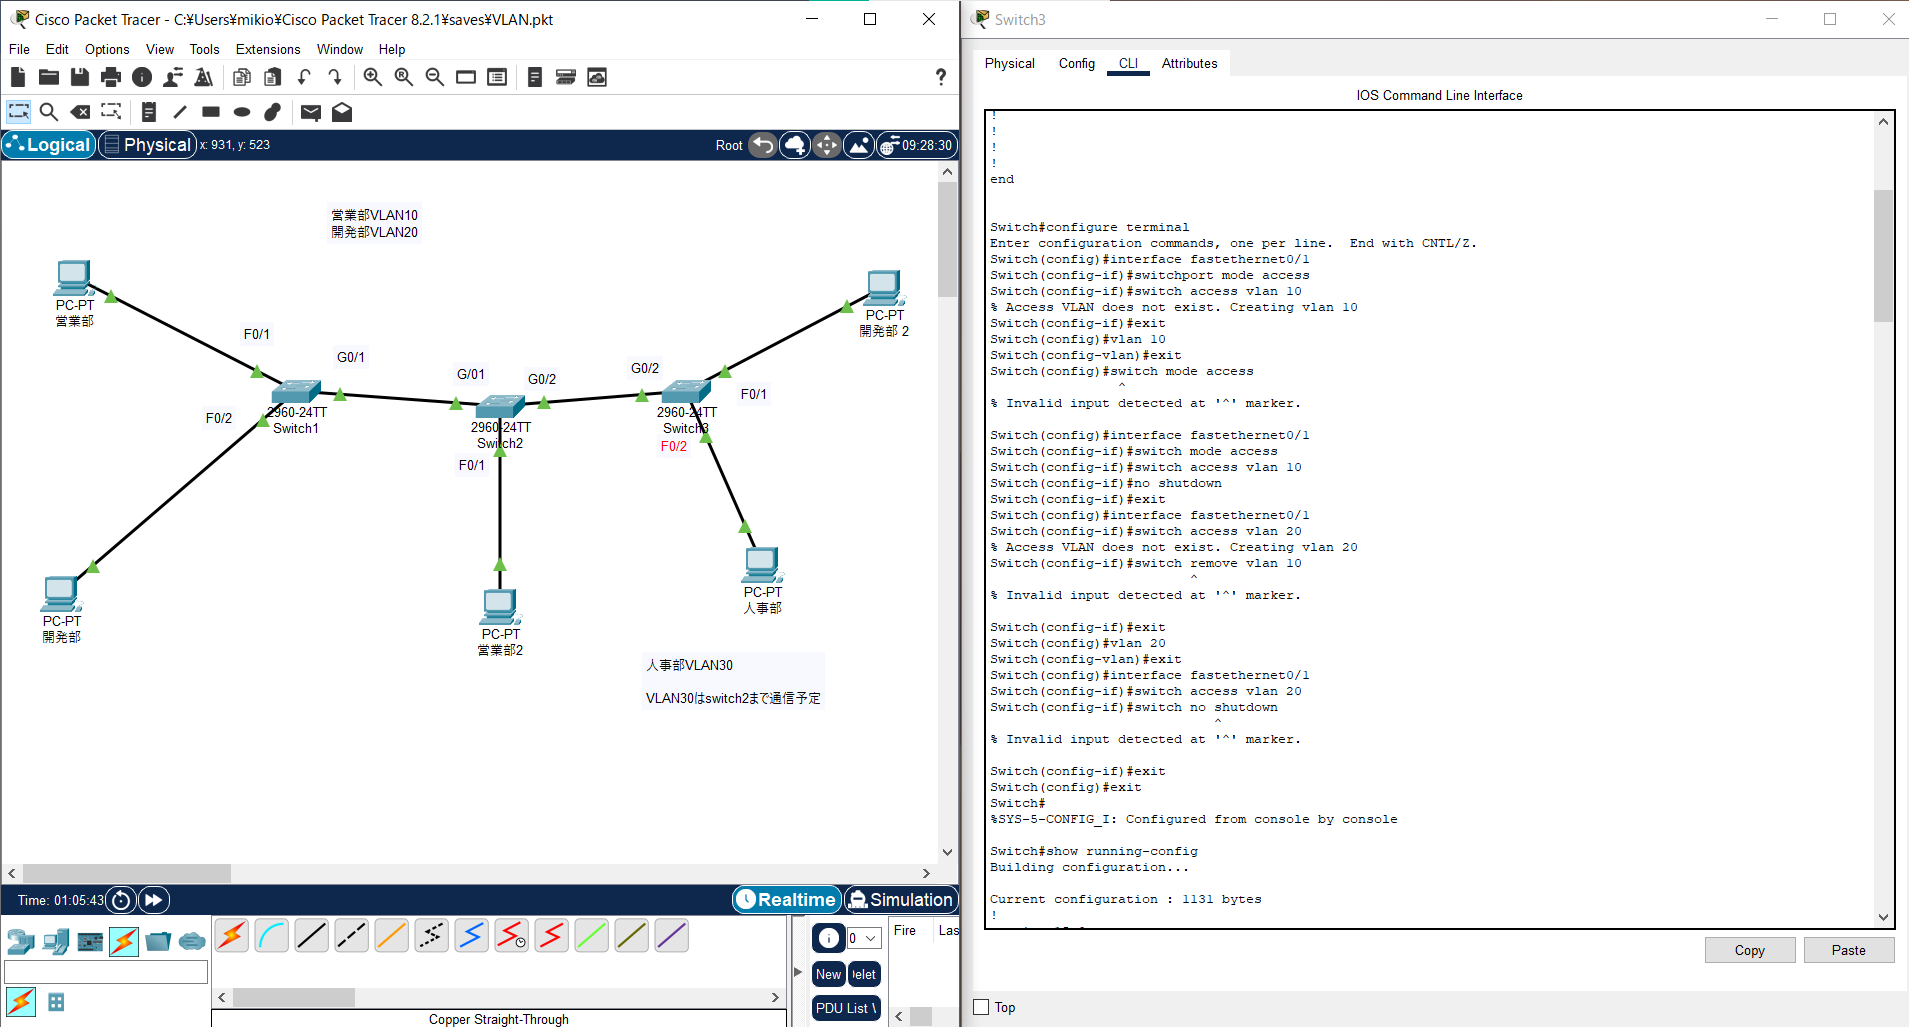 Cisco Packet Tracer - C:¥Users¥mikio¥Cisco Packet Tracer 8.2.1¥saves¥VLAN.pkt
File Edit Options View Tools Extensions Window Help
?
Logical Physical x: 931, y: 523 Root 09:28:30
営業部VLAN10
開発部VLAN20
PC-PT
営業部
PC-PT
開発部 2
F0/1
G0/1
G/01
G0/2
G0/2
F0/1
F0/2
2960-24TT
Switch1
2960-24TT
Switch2
2960-24TT
Switch3
F0/2
F0/1
PC-PT
人事部
PC-PT
開発部
PC-PT
営業部2
人事部VLAN30
VLAN30はswitch2まで通信予定
Time: 01:05:43 Realtime Simulation
0
Fire Las
New elet
PDU List
Copper Straight-Through
Switch3
Physical Config CLI Attributes
IOS Command Line Interface
!
!
!
!
end
Switch#configure terminal
Enter configuration commands, one per line.  End with CNTL/Z.
Switch(config)#interface fastethernet0/1
Switch(config-if)#switchport mode access
Switch(config-if)#switch access vlan 10
% Access VLAN does not exist. Creating vlan 10
Switch(config-if)#exit
Switch(config)#vlan 10
Switch(config-vlan)#exit
Switch(config)#switch mode access
^
% Invalid input detected at '^' marker.
Switch(config)#interface fastethernet0/1
Switch(config-if)#switch mode access
Switch(config-if)#switch access vlan 10
Switch(config-if)#no shutdown
Switch(config-if)#exit
Switch(config)#interface fastethernet0/1
Switch(config-if)#switch access vlan 20
% Access VLAN does not exist. Creating vlan 20
Switch(config-if)#switch remove vlan 10
^
% Invalid input detected at '^' marker.
Switch(config-if)#exit
Switch(config)#vlan 20
Switch(config-vlan)#exit
Switch(config)#interface fastethernet0/1
Switch(config-if)#switch access vlan 20
Switch(config-if)#switch no shutdown
^
% Invalid input detected at '^' marker.
Switch(config-if)#exit
Switch(config)#exit
Switch#
%SYS-5-CONFIG_I: Configured from console by console
Switch#show running-config
Building configuration...
Current configuration : 1131 bytes
!
Copy Paste
Top